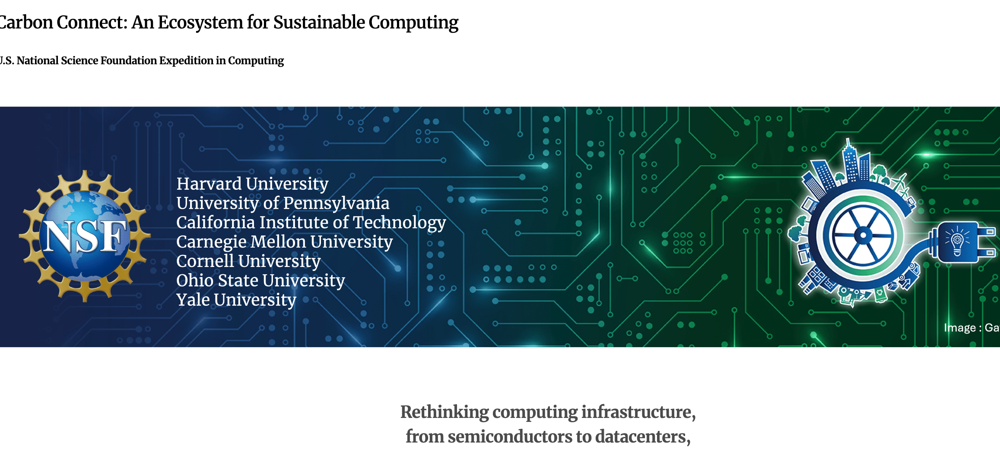 Carbon Connect: An Ecosystem for Sustainable Computing
U.S. National Science Foundation Expedition in Computing
NSF
Harvard University
University of Pennsylvania
California Institute of Technology
Carnegie Mellon University
Cornell University
Ohio State University
Yale University
Image :
Rethinking computing infrastructure,
from semiconductors to datacenters,